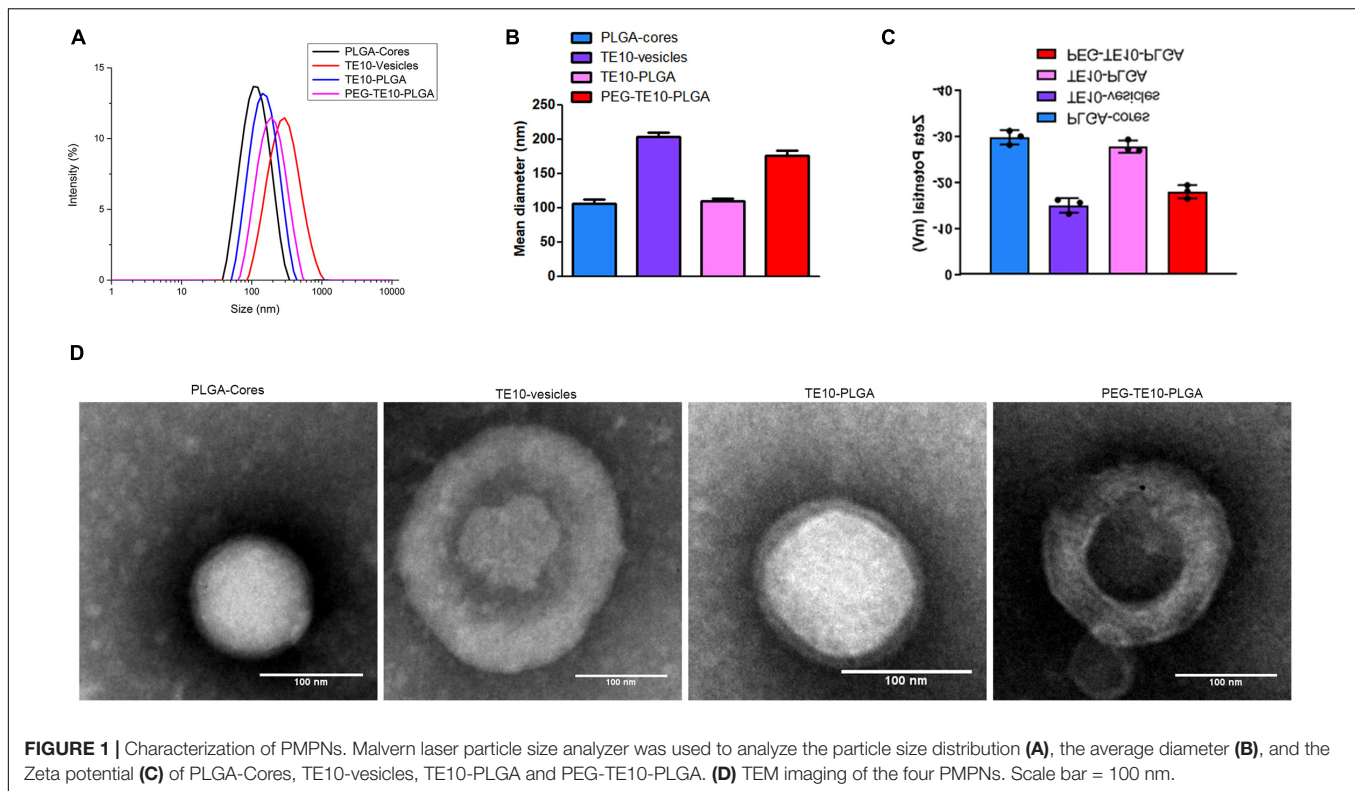 A
PLGA-Cores
TE10-Vesicles
TE10-PLGA
PEG-TE10-PLGA
15
10
5
0
Intensity (%)
1
10
100
1000
10000
Size (nm)
B
PLGA-cores
TE10-vesicles
TE10-PLGA
PEG-TE10-PLGA
250
200
150
100
50
0
Mean diameter (nm)
C
PEG-TE10-PLGA
TE10-PLGA
TE10-vesicles
PLGA-cores
-40
-30
-20
-10
0
Zeta Potential (mV)
D
PLGA-Cores
TE10-vesicles
TE10-PLGA
PEG-TE10-PLGA
100 nm
100 nm
100 nm
100 nm
FIGURE 1 | Characterization of PMPNs. Malvern laser particle size analyzer was used to analyze the particle size distribution (A), the average diameter (B), and the
Zeta potential (C) of PLGA-Cores, TE10-vesicles, TE10-PLGA and PEG-TE10-PLGA. (D) TEM imaging of the four PMPNs. Scale bar = 100 nm.